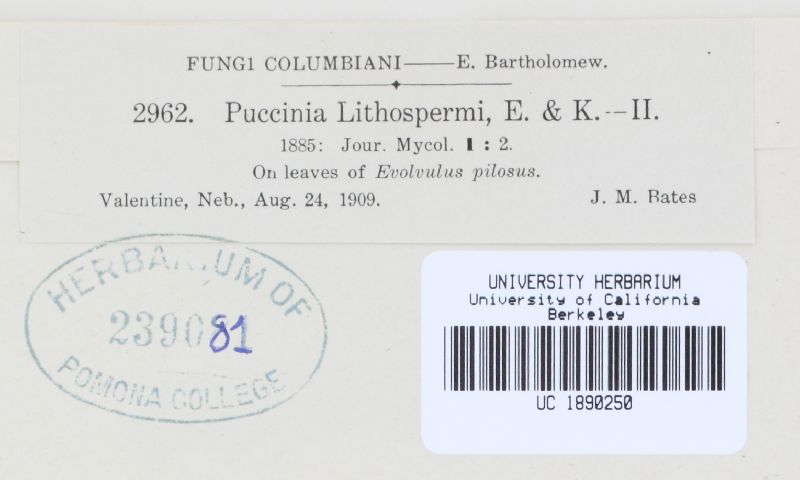 FUNGI COLUMBIANI——E. Bartholomew.
2962. Puccinia Lithospermi, E. & K.--II.
1885: Jour. Mycol. 1 : 2.
On leaves of Evolvulus pilosus.
Valentine, Neb., Aug. 24, 1909. J. M. Bates
HERBARIUM OF
239081
POMONA COLLEGE
UNIVERSITY HERBARIUM
University of California
Berkeley
UC 1890250